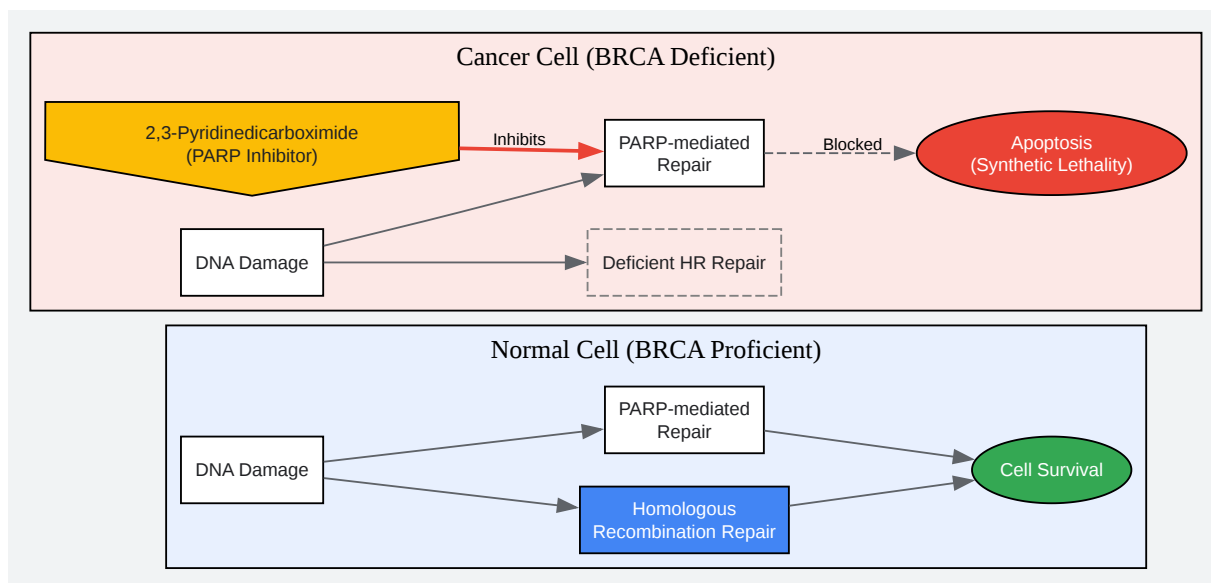 Cancer Cell (BRCA Deficient)
2,3-Pyridinedicarboximide
(PARP Inhibitor)
Inhibits
PARP-mediated
Repair
Blocked
Apoptosis
(Synthetic Lethality)
DNA Damage
Deficient HR Repair
Normal Cell (BRCA Proficient)
PARP-mediated
Repair
DNA Damage
Cell Survival
Homologous
Recombination Repair